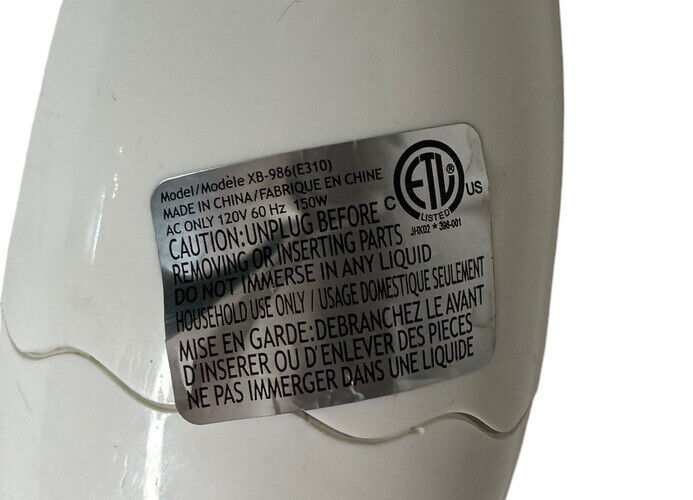 Model/Modèle XB-986(E310)
MADE IN CHINA/FABRIQUE EN CHINE
AC ONLY 120V 60 HZ 150W
CAUTION:UNPLUG BEFORE
REMOVING OR INSERTING PARTS
DO NOT IMMERSE IN ANY LIQUID
HOUSEHOLD USE ONLY / USAGE DOMESTIQUE SEULEMENT
MISE EN GARDE:DEBRANCHEZ LE AVANT
D'INSERER OU D'ENLEVER DES PIECES
NE PAS IMMERGER DANS UNE LIQUIDE
C ETL ® US
LISTED
JHK02 * 398-001